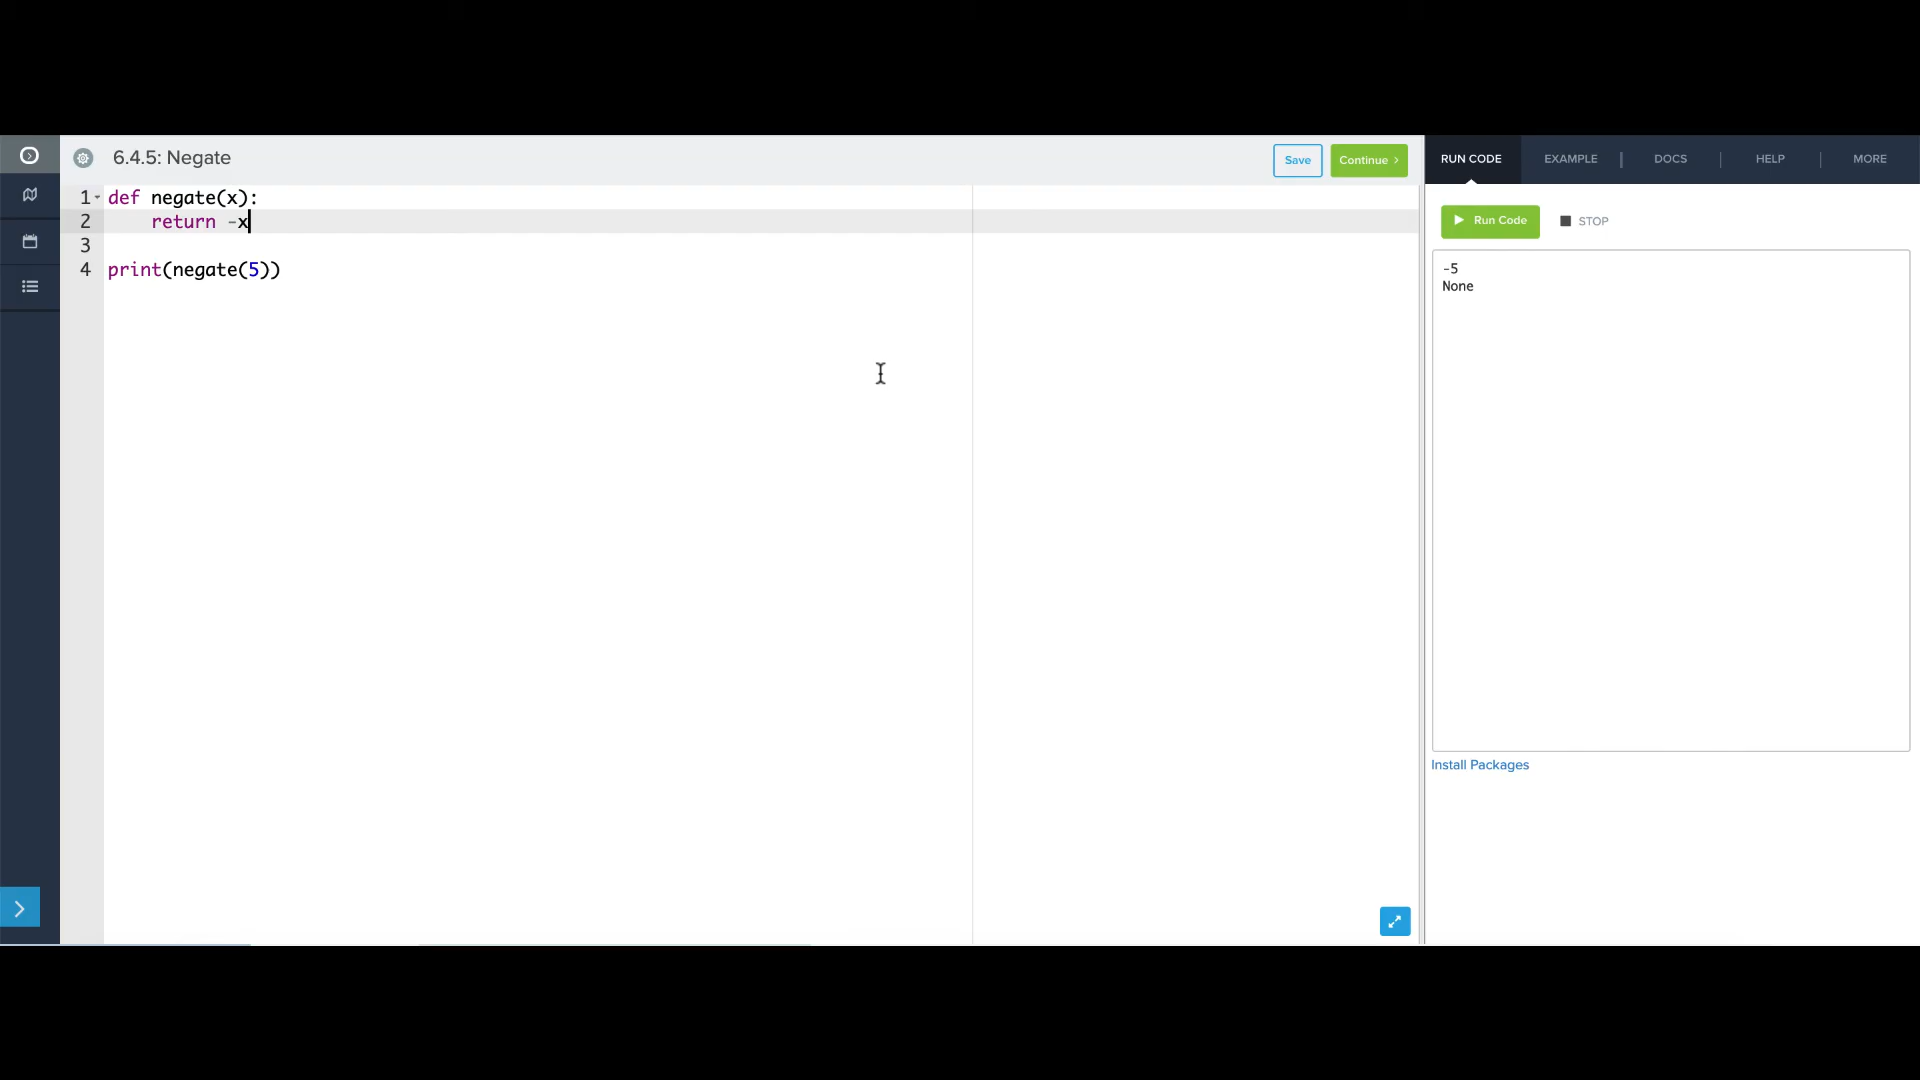 6.4.5: Negate
Save
Continue >
RUN CODE
EXAMPLE
DOCS
HELP
MORE
1 def negate(x):
2     return -x
3
4 print(negate(5))
Run Code
STOP
-5
None
Install Packages